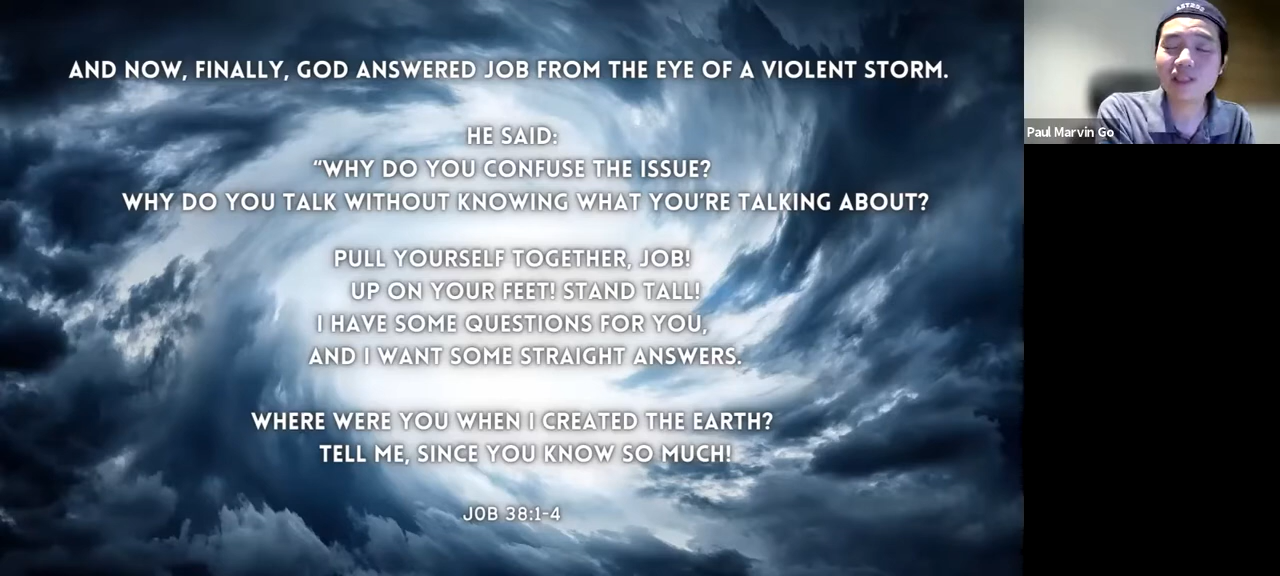 AND NOW, FINALLY, GOD ANSWERED JOB FROM THE EYE OF A VIOLENT STORM.
HE SAID:
“WHY DO YOU CONFUSE THE ISSUE?
WHY DO YOU TALK WITHOUT KNOWING WHAT YOU’RE TALKING ABOUT?
PULL YOURSELF TOGETHER, JOB!
UP ON YOUR FEET! STAND TALL!
I HAVE SOME QUESTIONS FOR YOU,
AND I WANT SOME STRAIGHT ANSWERS.
WHERE WERE YOU WHEN I CREATED THE EARTH?
TELL ME, SINCE YOU KNOW SO MUCH!
JOB 38:1-4
Paul Marvin Go